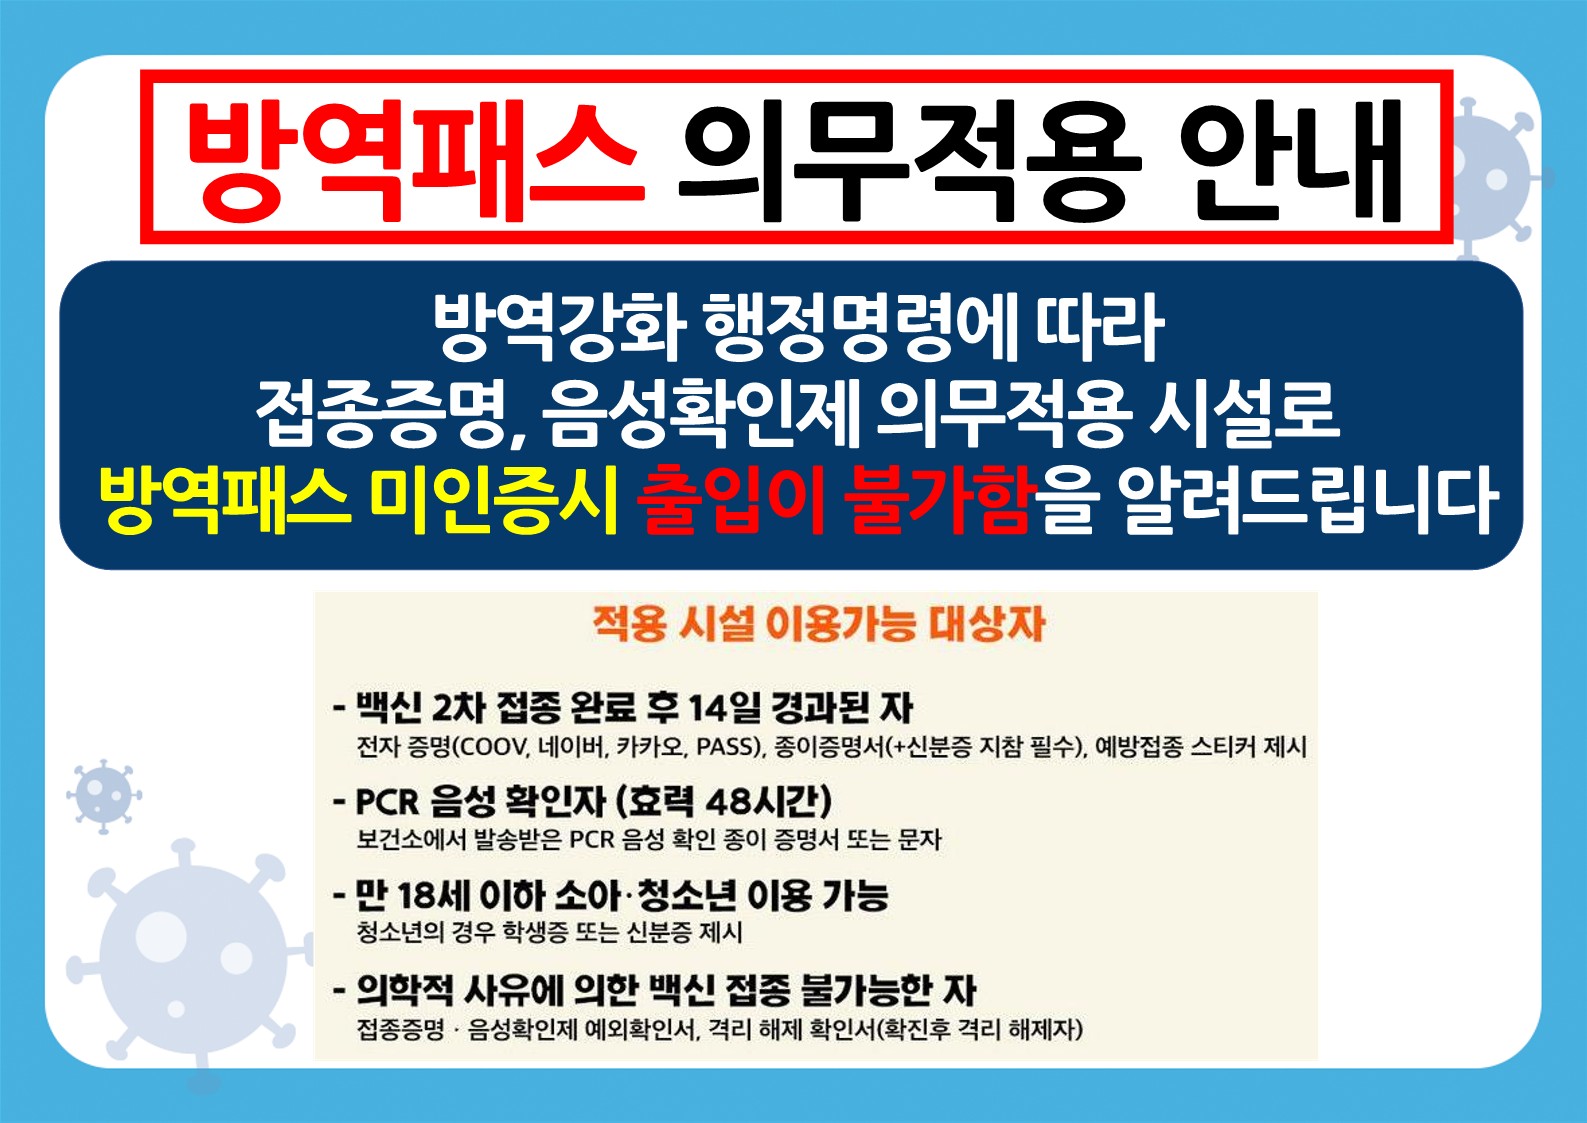 방역패스 의무적용 안내
방역강화 행정명령에 따라
접종증명, 음성확인제 의무적용 시설로
방역패스 미인증시 출입이 불가함을 알려드립니다
적용 시설 이용가능 대상자
- 백신 2차 접종 완료 후 14일 경과된 자
전자 증명(COOV, 네이버, 카카오, PASS), 종이증명서(+신분증 지참 필수), 예방접종 스티커 제시
- PCR 음성 확인자 (효력 48시간)
보건소에서 발송받은 PCR 음성 확인 종이 증명서 또는 문자
- 만 18세 이하 소아·청소년 이용 가능
청소년의 경우 학생증 또는 신분증 제시
- 의학적 사유에 의한 백신 접종 불가능한 자
접종증명 · 음성확인제 예외확인서, 격리 해제 확인서(확진후 격리 해제자)